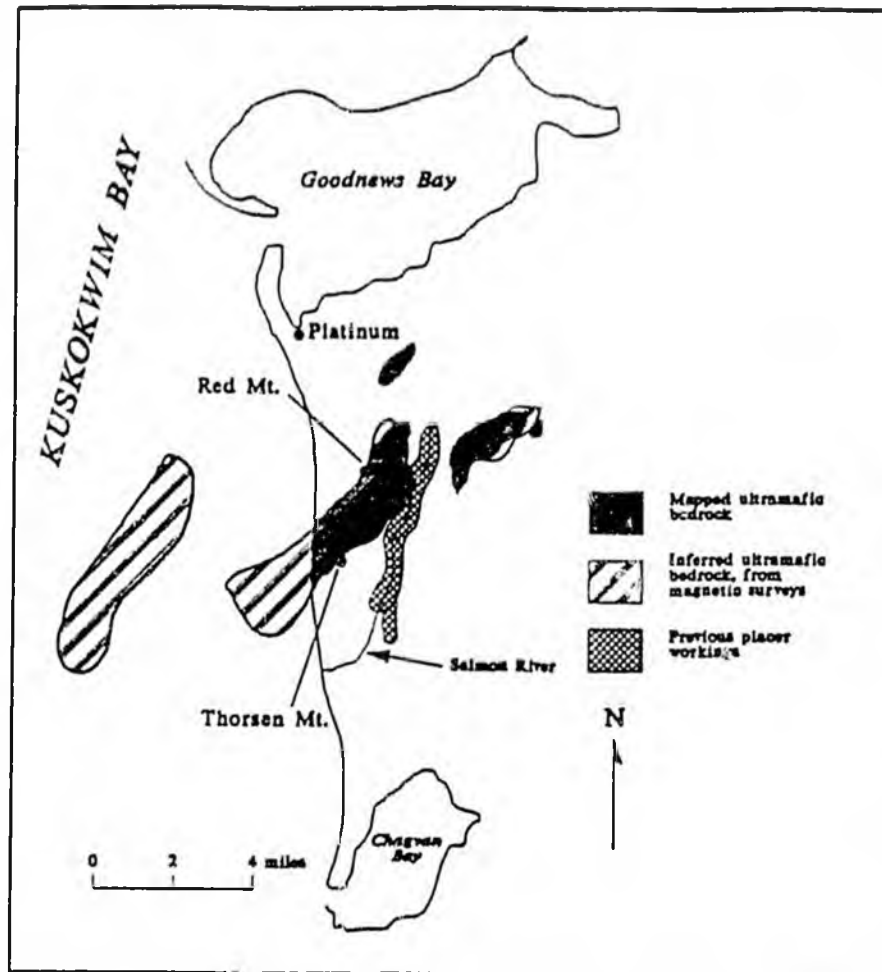 Goodnews Bay
KUSKOKWIM BAY
Platinum
Red Mt.
Mapped ultramafic
bedrock
Inferred ultramafic
bedrock, from
magnetic surveys
Previous placer
workings
Salmon River
N
Thorsen Mt.
Chagvan
Bay
0 2 4 miles